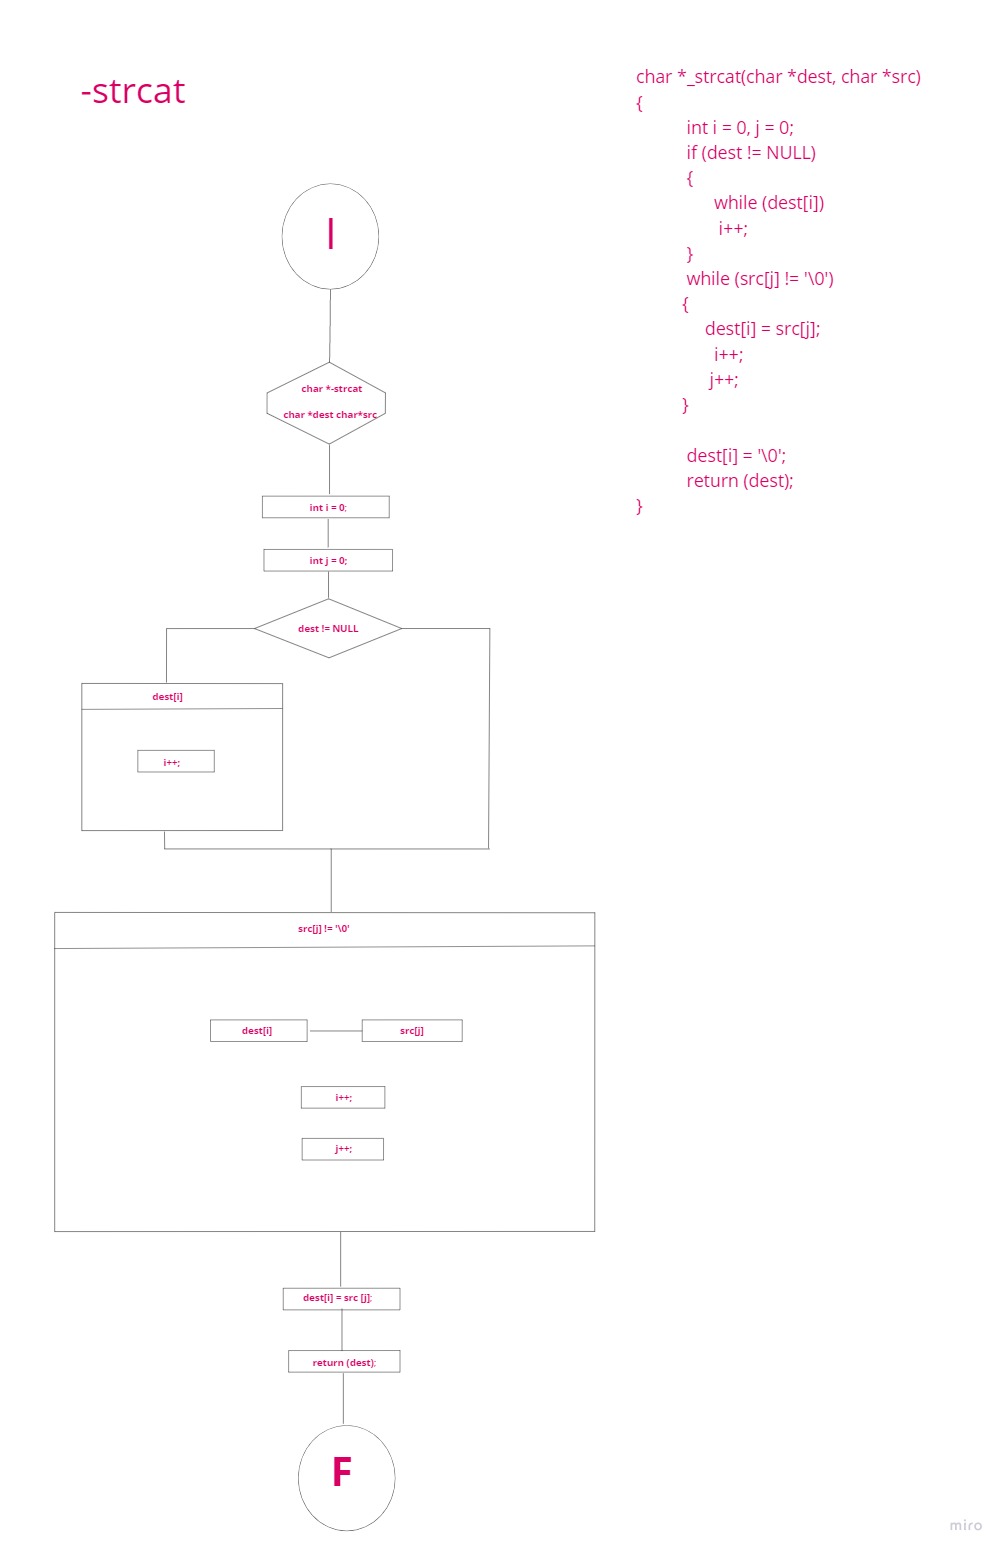 -strcat
char *_strcat(char *dest, char *src)
{
int i = 0, j = 0;
if (dest != NULL)
{
while (dest[i])
i++;
}
while (src[j] != '\0')
{
dest[i] = src[j];
i++;
j++;
}
dest[i] = '\0';
return (dest);
}
I
char *-strcat
char *dest char*src
int i = 0;
int j = 0;
dest != NULL
dest[i]
i++;
src[j] != '\0'
dest[i]
src[j]
i++;
j++;
dest[i] = src [j];
return (dest);
F
miro